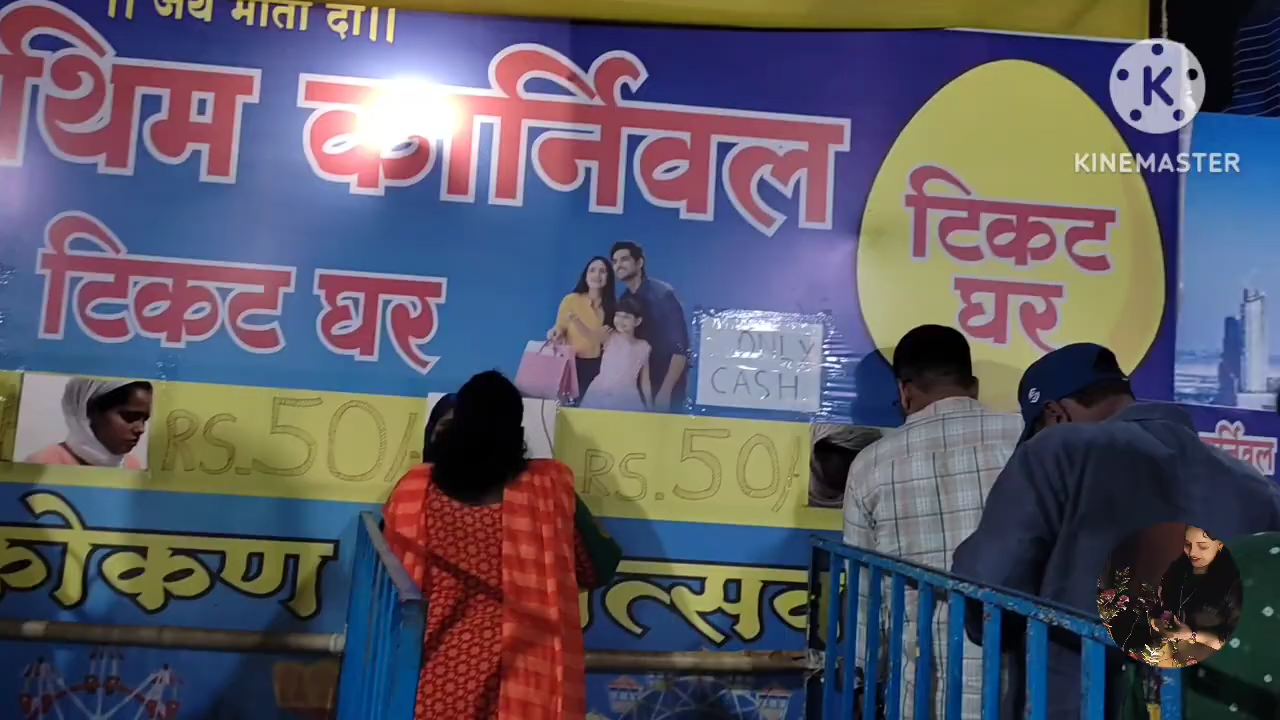 ।। जय माता दी।।
थिम कार्निवल
टिकट घर
टिकट
घर
ONLY
CASH
RS.50/-
RS.50/-
कोकण
त्सव
र्निवल
KINEMASTER